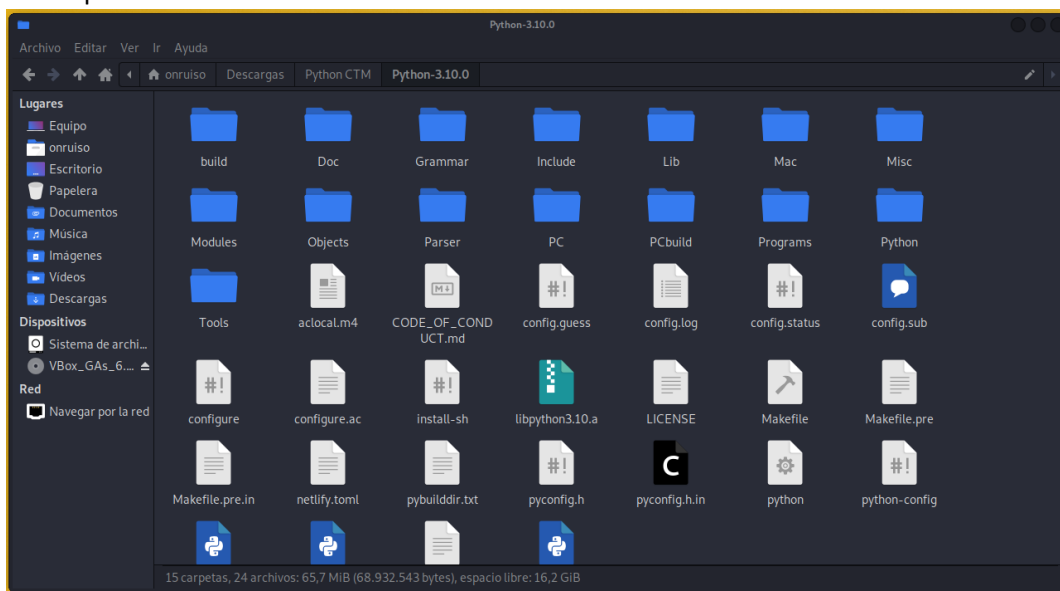 Python-3.10.0
Archivo Editar Ver Ir Ayuda
onruiso Descargas Python CTM Python-3.10.0
Lugares
Equipo
onruiso
Escritorio
Papelera
Documentos
Música
Imágenes
Vídeos
Descargas
Dispositivos
Sistema de archi...
VBox_GAs_6....
Red
Navegar por la red
build Doc Grammar Include Lib Mac Misc
Modules Objects Parser PC PCbuild Programs Python
Tools aclocal.m4 CODE_OF_COND config.guess config.log config.status config.sub
UCT.md
configure configure.ac install-sh libpython3.10.a LICENSE Makefile Makefile.pre
Makefile.pre.in netlify.toml pybuilddir.txt pyconfig.h pyconfig.h.in python python-config
15 carpetas, 24 archivos: 65,7 MiB (68.932.543 bytes), espacio libre: 16,2 GiB